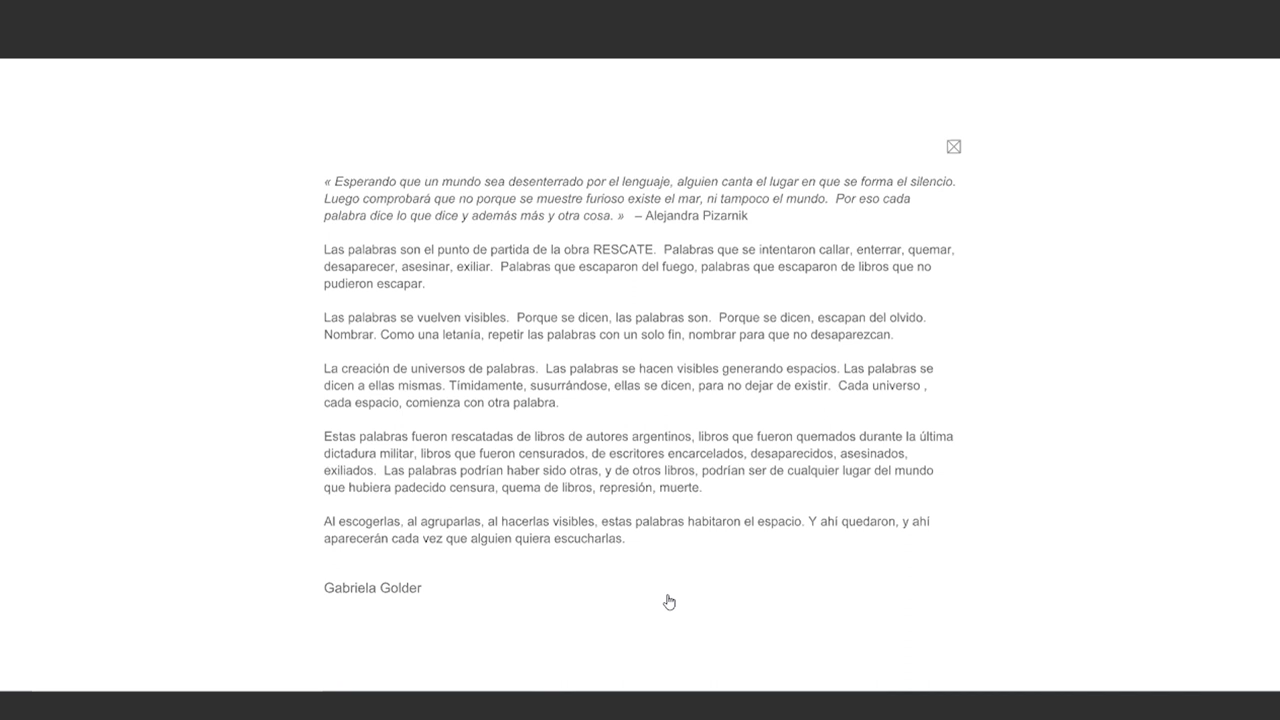 « Esperando que un mundo sea desenterrado por el lenguaje, alguien canta el lugar en que se forma el silencio.
Luego comprobará que no porque se muestre furioso existe el mar, ni tampoco el mundo.  Por eso cada
palabra dice lo que dice y además más y otra cosa. »   – Alejandra Pizarnik
Las palabras son el punto de partida de la obra RESCATE.  Palabras que se intentaron callar, enterrar, quemar,
desaparecer, asesinar, exiliar.  Palabras que escaparon del fuego, palabras que escaparon de libros que no
pudieron escapar.
Las palabras se vuelven visibles.  Porque se dicen, las palabras son.  Porque se dicen, escapan del olvido.
Nombrar. Como una letanía, repetir las palabras con un solo fin, nombrar para que no desaparezcan.
La creación de universos de palabras.  Las palabras se hacen visibles generando espacios. Las palabras se
dicen a ellas mismas. Tímidamente, susurrándose, ellas se dicen, para no dejar de existir.  Cada universo ,
cada espacio, comienza con otra palabra.
Estas palabras fueron rescatadas de libros de autores argentinos, libros que fueron quemados durante la última
dictadura militar, libros que fueron censurados, de escritores encarcelados, desaparecidos, asesinados,
exiliados.  Las palabras podrían haber sido otras, y de otros libros, podrían ser de cualquier lugar del mundo
que hubiera padecido censura, quema de libros, represión, muerte.
Al escogerlas, al agruparlas, al hacerlas visibles, estas palabras habitaron el espacio. Y ahí quedaron, y ahí
aparecerán cada vez que alguien quiera escucharlas.
Gabriela Golder